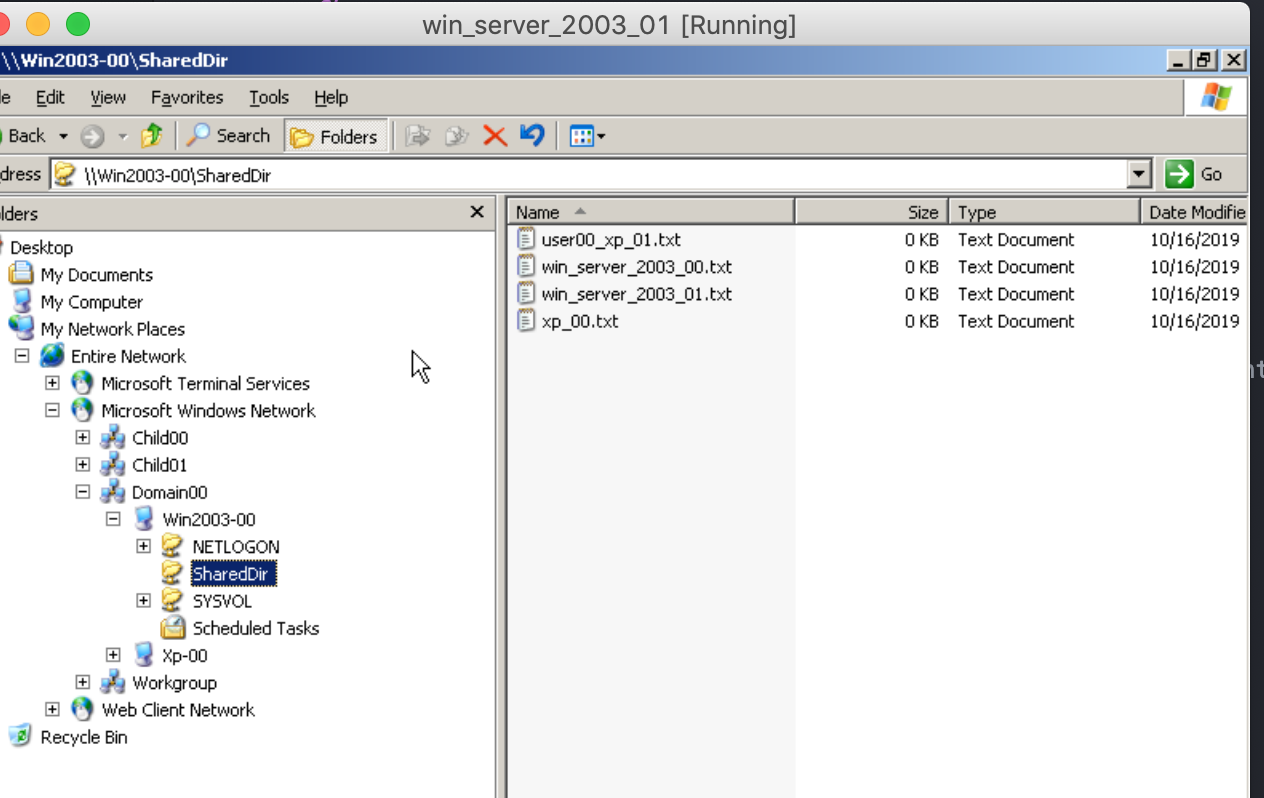 win_server_2003_01 [Running]
\\Win2003-00\SharedDir
le Edit View Favorites Tools Help
Back Search Folders
dress \\Win2003-00\SharedDir Go
lders
Name Size Type Date Modifie
user00_xp_01.txt 0 KB Text Document 10/16/2019
win_server_2003_00.txt 0 KB Text Document 10/16/2019
win_server_2003_01.txt 0 KB Text Document 10/16/2019
xp_00.txt 0 KB Text Document 10/16/2019
Desktop
My Documents
My Computer
My Network Places
Entire Network
Microsoft Terminal Services
Microsoft Windows Network
Child00
Child01
Domain00
Win2003-00
NETLOGON
SharedDir
SYSVOL
Scheduled Tasks
Xp-00
Workgroup
Web Client Network
Recycle Bin